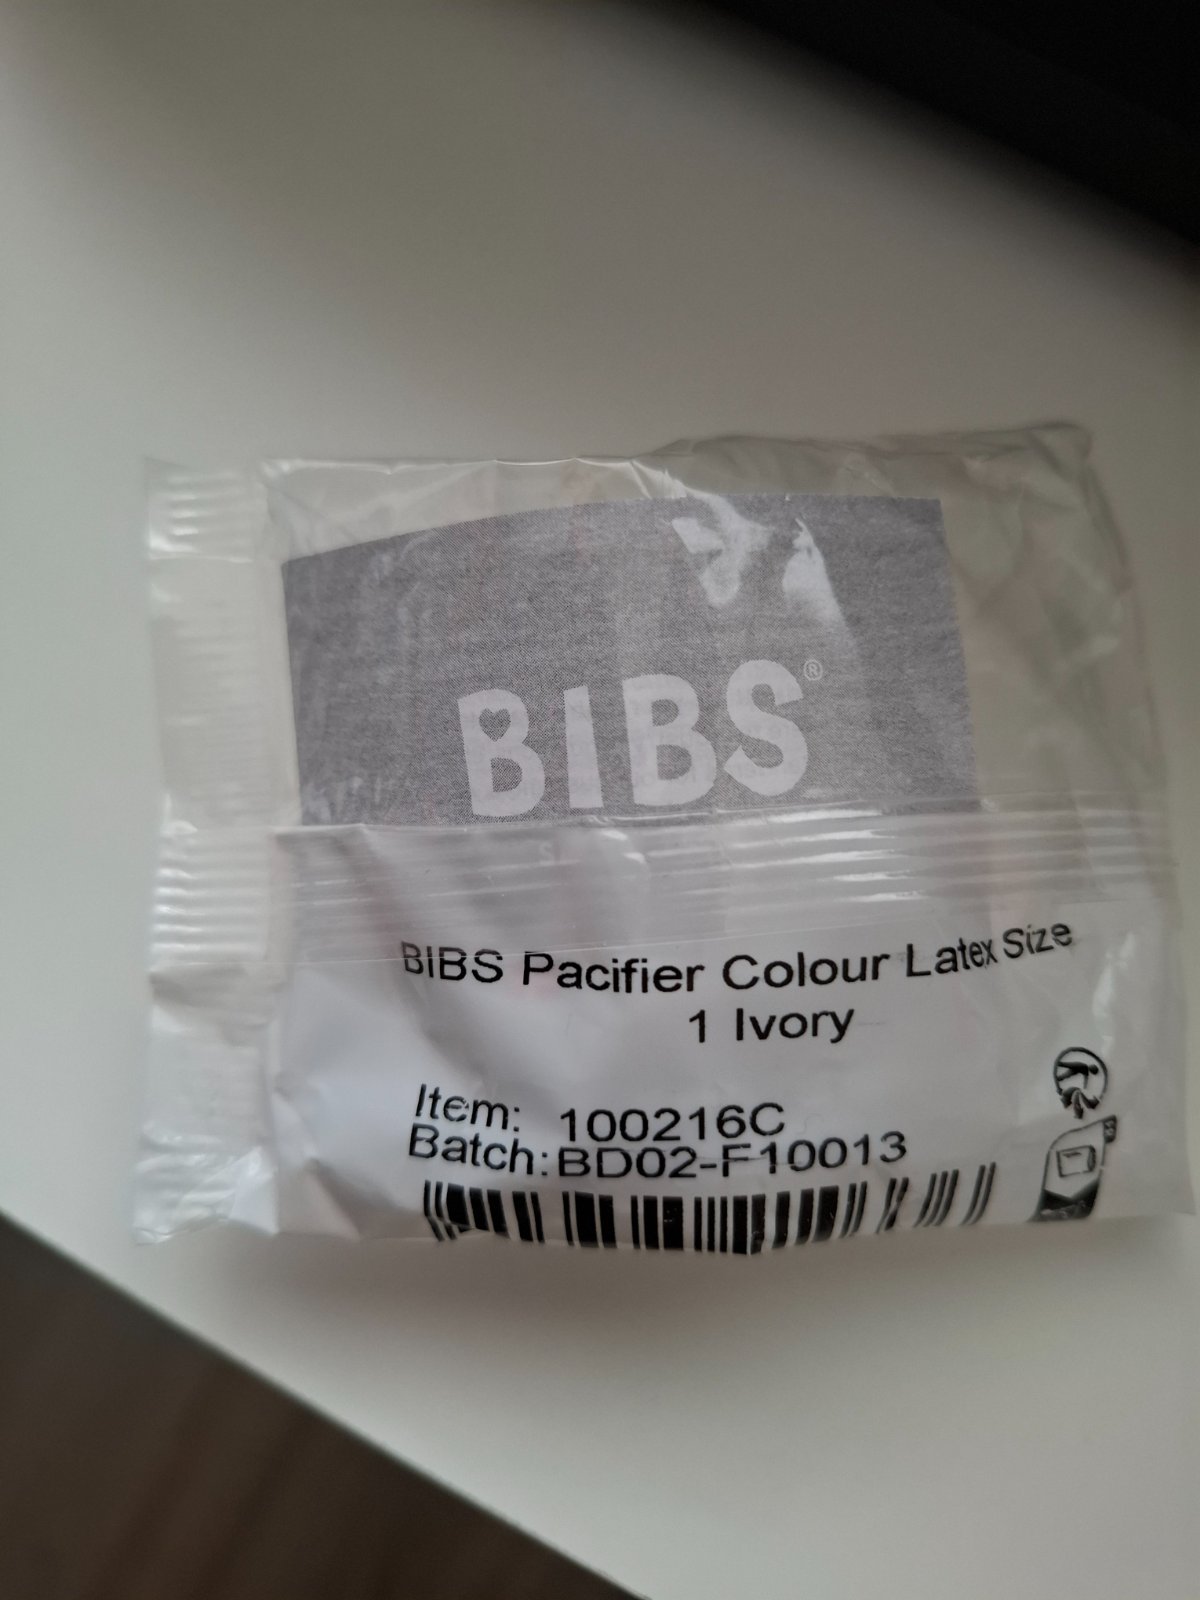 BIBS®
BIBS Pacifier Colour Latex Size
1 Ivory
Item: 100216C
Batch: BD02-F10013